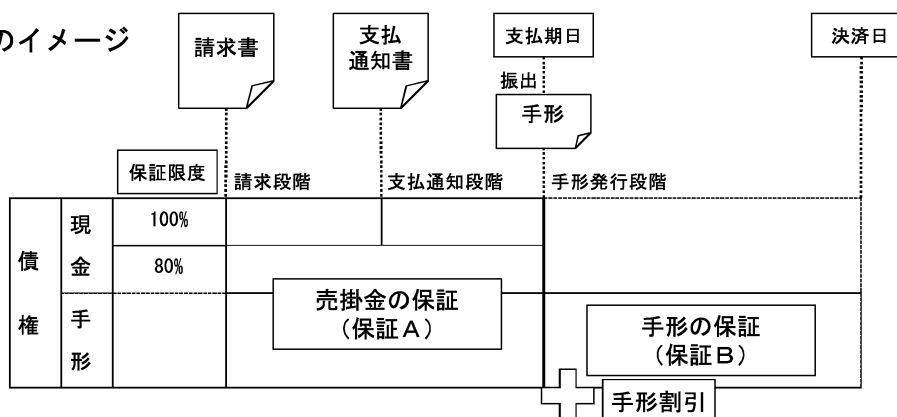 のイメージ
請求書
支払
通知書
支払期日
決済日
振出
手形
保証限度
請求段階
支払通知段階
手形発行段階
債権
現金
100%
80%
手形
売掛金の保証
（保証Ａ）
手形の保証
（保証Ｂ）
手形割引